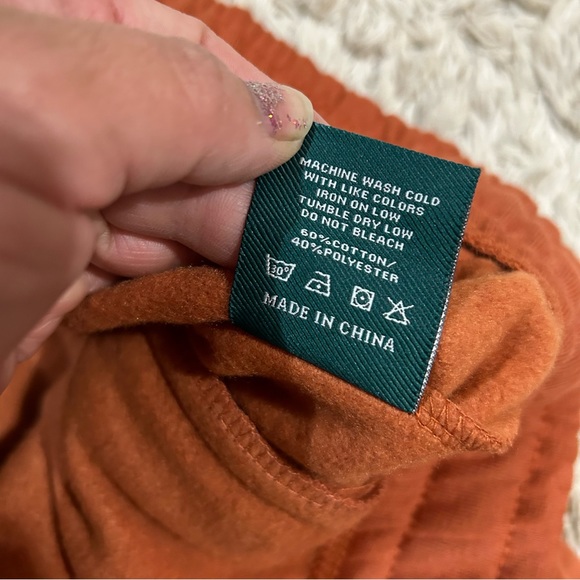 MACHINE WASH COLD
WITH LIKE COLORS
IRON ON LOW
TUMBLE DRY LOW
DO NOT BLEACH
60%COTTON/
40%POLYESTER
30°
MADE IN CHINA